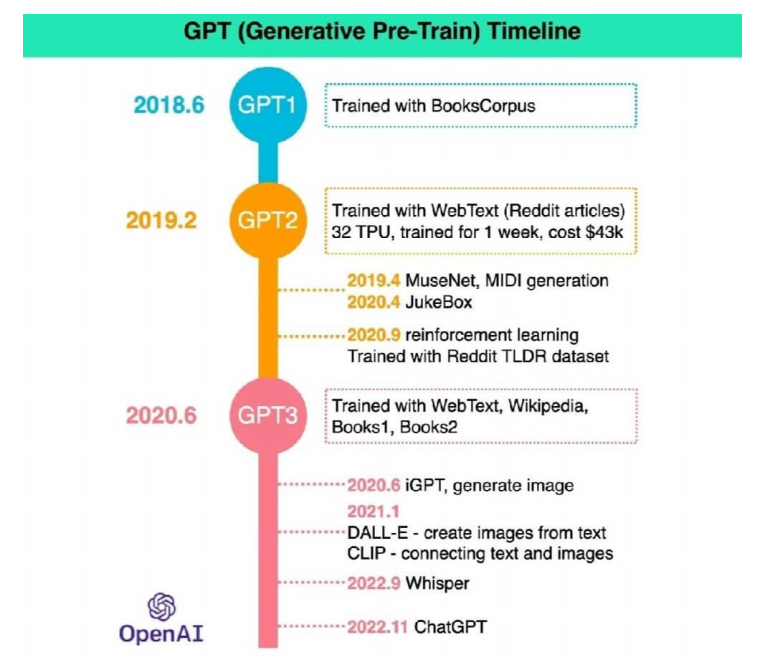 GPT (Generative Pre-Train) Timeline
2018.6
GPT1
Trained with BooksCorpus
2019.2
GPT2
Trained with WebText (Reddit articles)
32 TPU, trained for 1 week, cost $43k
2019.4 MuseNet, MIDI generation
2020.4 JukeBox
2020.9 reinforcement learning
Trained with Reddit TLDR dataset
2020.6
GPT3
Trained with WebText, Wikipedia,
Books1, Books2
2020.6 iGPT, generate image
2021.1
DALL-E - create images from text
CLIP - connecting text and images
2022.9 Whisper
2022.11 ChatGPT
OpenAI